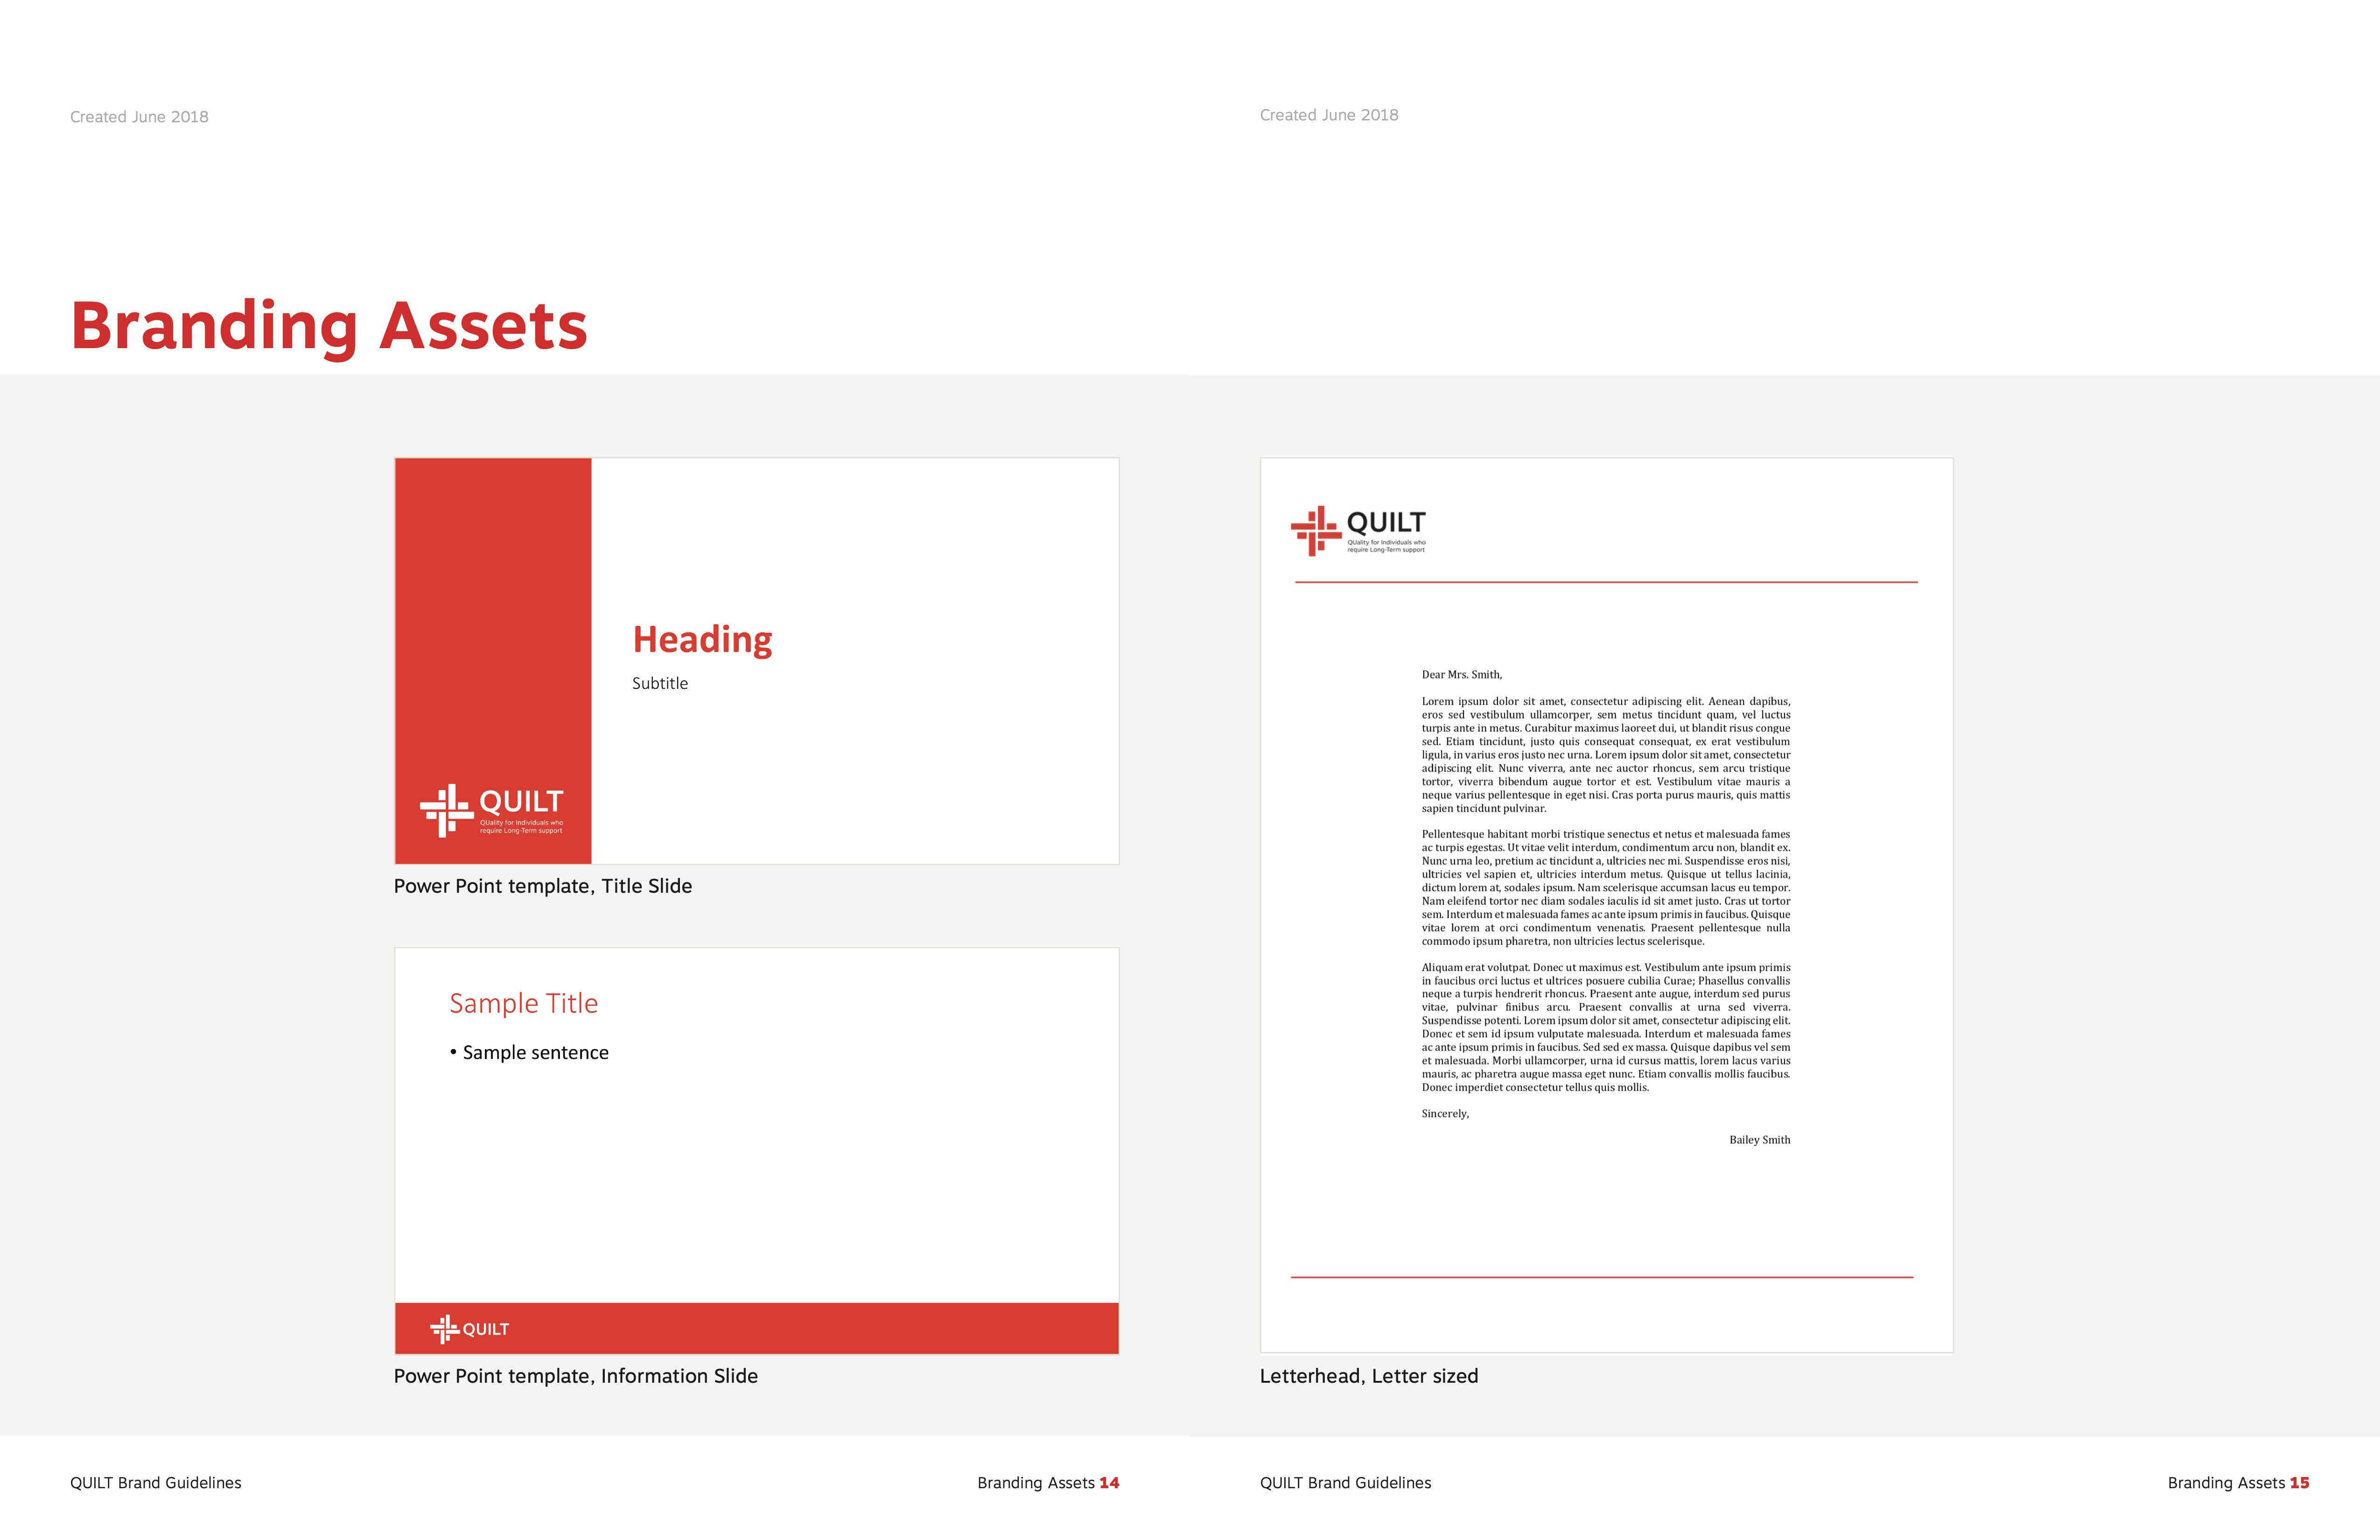 Created June 2018
Branding Assets
Heading
Subtitle
QUILT
QUality for Individuals who
require Long-Term support
Power Point template, Title Slide
Sample Title
• Sample sentence
QUILT
Power Point template, Information Slide
QUILT Brand Guidelines
Branding Assets 14
Created June 2018
QUILT
QUality for Individuals who
require Long-Term support
Dear Mrs. Smith,
Lorem ipsum dolor sit amet, consectetur adipiscing elit. Aenean dapibus,
eros sed vestibulum ullamcorper, sem metus tincidunt quam, vel luctus
turpis ante in metus. Curabitur maximus laoreet dui, ut blandit risus congue
sed. Etiam tincidunt, justo quis consequat consequat, ex erat vestibulum
ligula, in varius eros justo nec urna. Lorem ipsum dolor sit amet, consectetur
adipiscing elit. Nunc viverra, ante nec auctor rhoncus, sem arcu tristique
tortor, viverra bibendum augue tortor et est. Vestibulum vitae mauris a
neque varius pellentesque in eget nisi. Cras porta purus mauris, quis mattis
sapien tincidunt pulvinar.
Pellentesque habitant morbi tristique senectus et netus et malesuada fames
ac turpis egestas. Ut vitae velit interdum, condimentum arcu non, blandit ex.
Nunc urna leo, pretium ac tincidunt a, ultricies nec mi. Suspendisse eros nisi,
ultricies vel sapien et, ultricies interdum metus. Quisque ut tellus lacinia,
dictum lorem at, sodales ipsum. Nam scelerisque accumsan lacus eu tempor.
Nam eleifend tortor nec diam sodales iaculis id sit amet justo. Cras ut tortor
sem. Interdum et malesuada fames ac ante ipsum primis in faucibus. Quisque
vitae lorem at orci condimentum venenatis. Praesent pellentesque nulla
commodo ipsum pharetra, non ultricies lectus scelerisque.
Aliquam erat volutpat. Donec ut maximus est. Vestibulum ante ipsum primis
in faucibus orci luctus et ultrices posuere cubilia Curae; Phasellus convallis
neque a turpis hendrerit rhoncus. Praesent ante augue, interdum sed purus
vitae, pulvinar finibus arcu. Praesent convallis at urna sed viverra.
Suspendisse potenti. Lorem ipsum dolor sit amet, consectetur adipiscing elit.
Donec et sem id ipsum vulputate malesuada. Interdum et malesuada fames
ac ante ipsum primis in faucibus. Sed sed ex massa. Quisque dapibus vel sem
et malesuada. Morbi ullamcorper, urna id cursus mattis, lorem lacus varius
mauris, ac pharetra augue massa eget nunc. Etiam convallis mollis faucibus.
Donec imperdiet consectetur tellus quis mollis.
Sincerely,
Bailey Smith
Letterhead, Letter sized
QUILT Brand Guidelines
Branding Assets 15